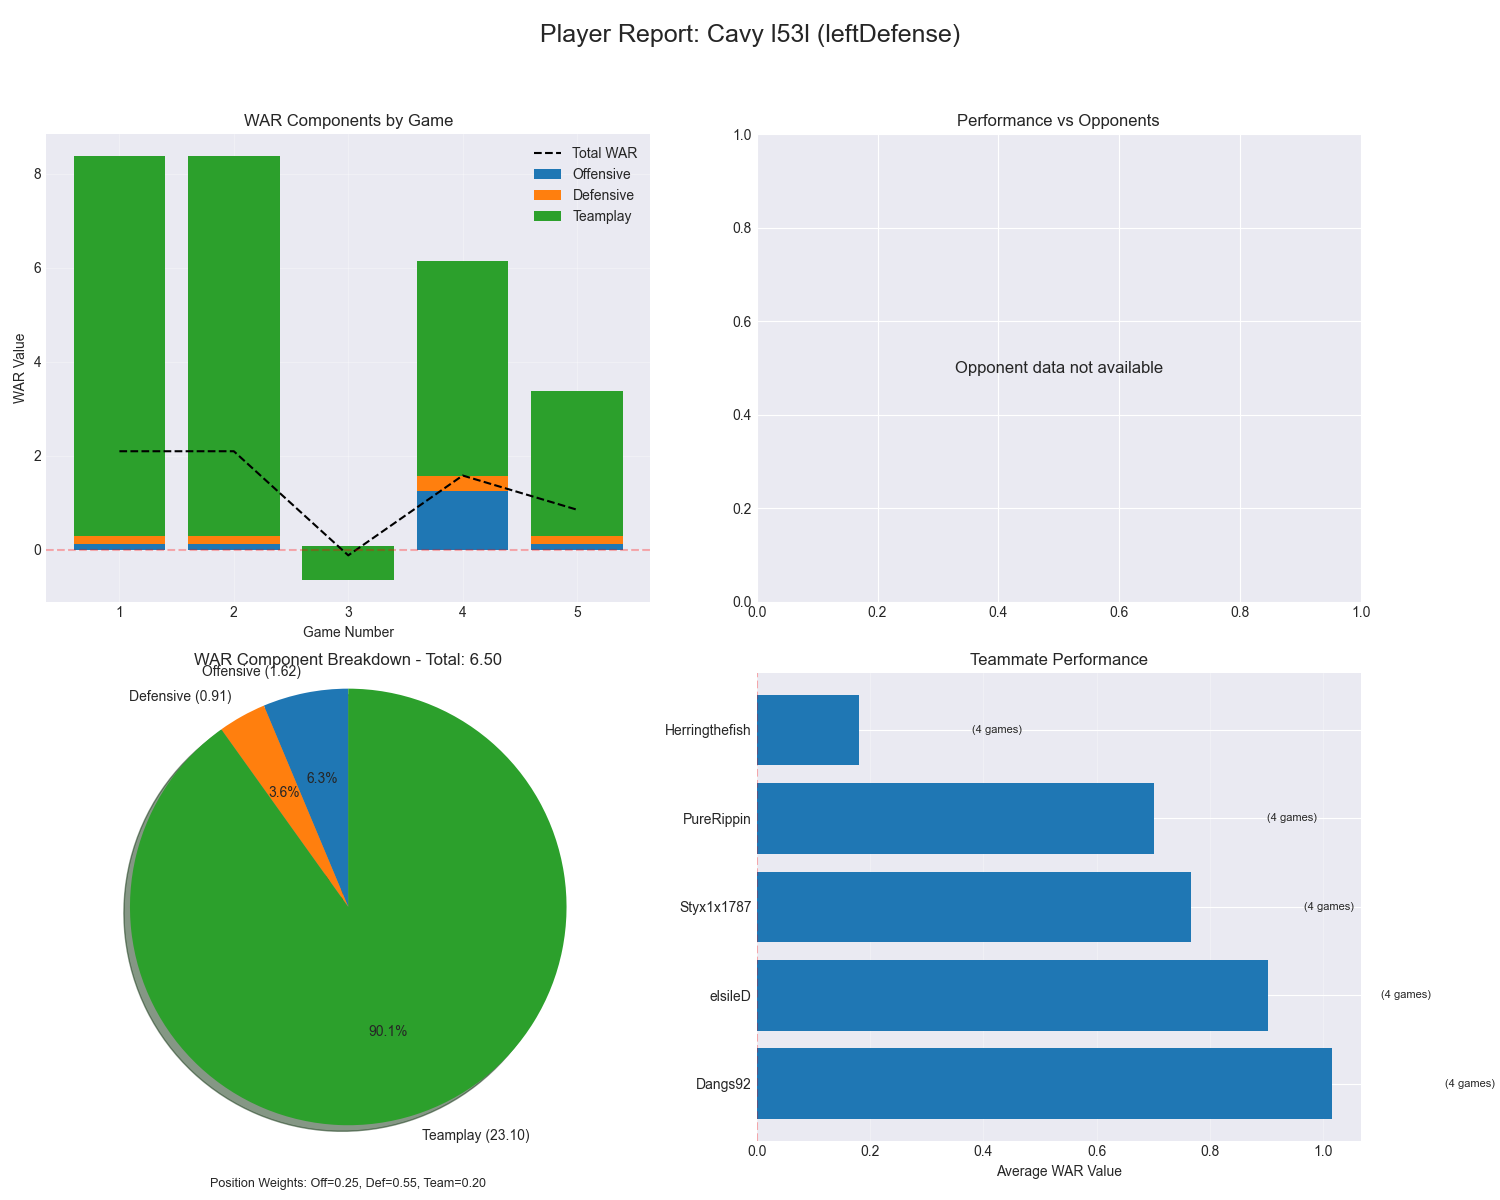 Player Report: Cavy l53l (leftDefense)
WAR Components by Game
Total WAR
Offensive
Defensive
Teamplay
8
6
4
2
0
WAR Value
1 2 3 4 5
Game Number
Performance vs Opponents
1.0
0.8
0.6
0.4
0.2
0.0
Opponent data not available
0.0 0.2 0.4 0.6 0.8 1.0
WAR Component Breakdown - Total: 6.50
Offensive (1.62)
Defensive (0.91)
6.3%
3.6%
90.1%
Teamplay (23.10)
Position Weights: Off=0.25, Def=0.55, Team=0.20
Teammate Performance
Herringthefish (4 games)
PureRippin (4 games)
Styx1x1787 (4 games)
elsileD (4 games)
Dangs92 (4 games)
0.0 0.2 0.4 0.6 0.8 1.0
Average WAR Value